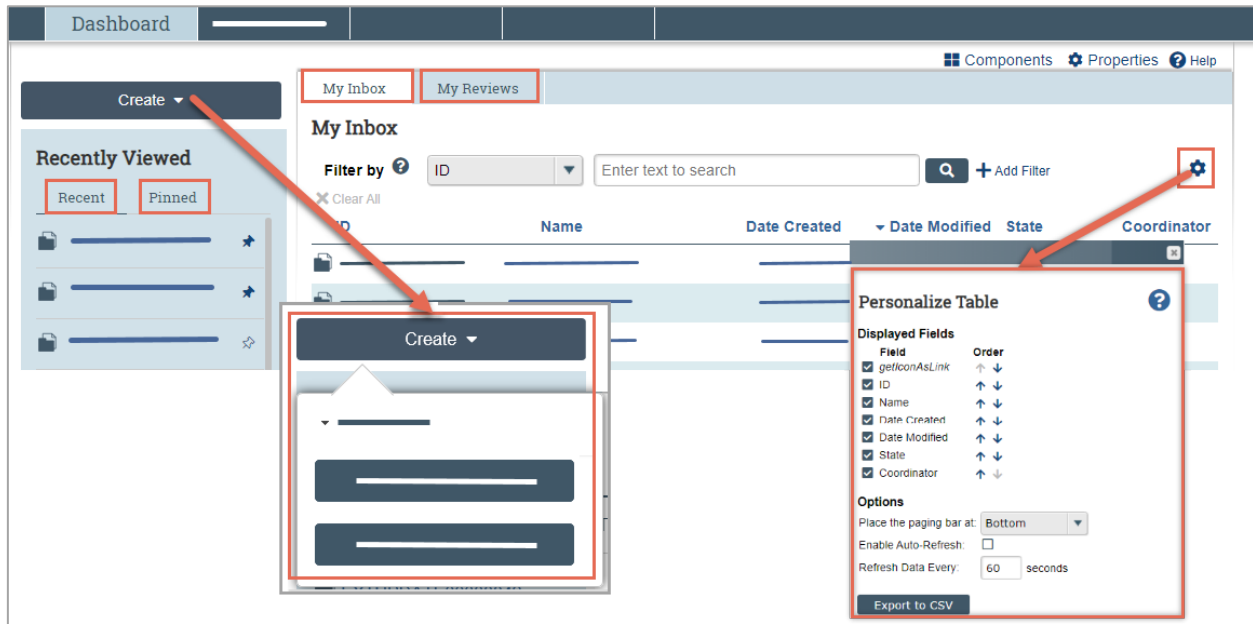 Dashboard
Components Properties Help
Create
My Inbox My Reviews
My Inbox
Recently Viewed
Recent Pinned
Filter by ID Enter text to search Add Filter
Clear All
ID Name Date Created Date Modified State Coordinator
Create
Personalize Table
Displayed Fields
Field Order
getIconAsLink
ID
Name
Date Created
Date Modified
State
Coordinator
Options
Place the paging bar at: Bottom
Enable Auto-Refresh:
Refresh Data Every: 60 seconds
Export to CSV